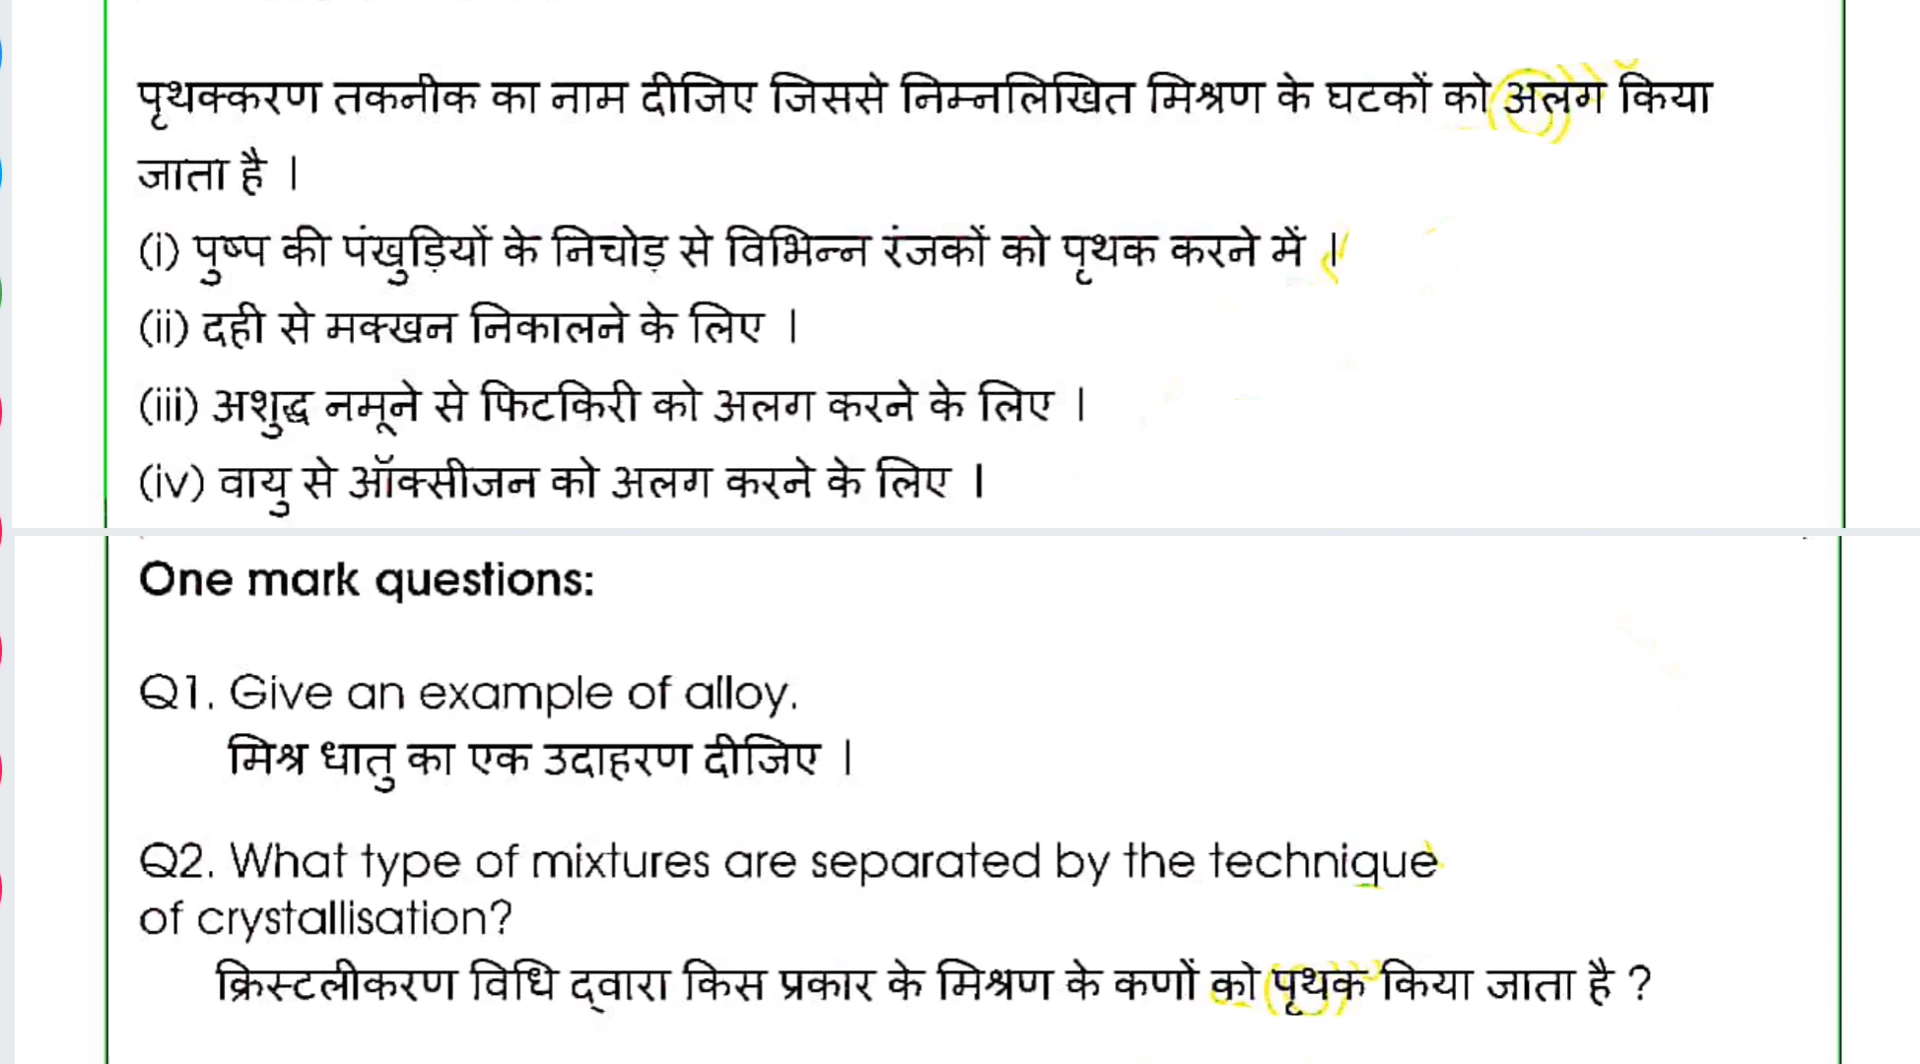 पृथक्करण तकनीक का नाम दीजिए जिससे निम्नलिखित मिश्रण के घटकों को अलग किया
जाता है ।
(i) पुष्प की पंखुड़ियों के निचोड़ से विभिन्न रंजकों को पृथक करने में ।
(ii) दही से मक्खन निकालने के लिए ।
(iii) अशुद्ध नमूने से फिटकिरी को अलग करने के लिए ।
(iv) वायु से ऑक्सीजन को अलग करने के लिए ।
One mark questions:
Q1. Give an example of alloy.
मिश्र धातु का एक उदाहरण दीजिए ।
Q2. What type of mixtures are separated by the technique
of crystallisation?
क्रिस्टलीकरण विधि द्वारा किस प्रकार के मिश्रण के कणों को पृथक किया जाता है ?